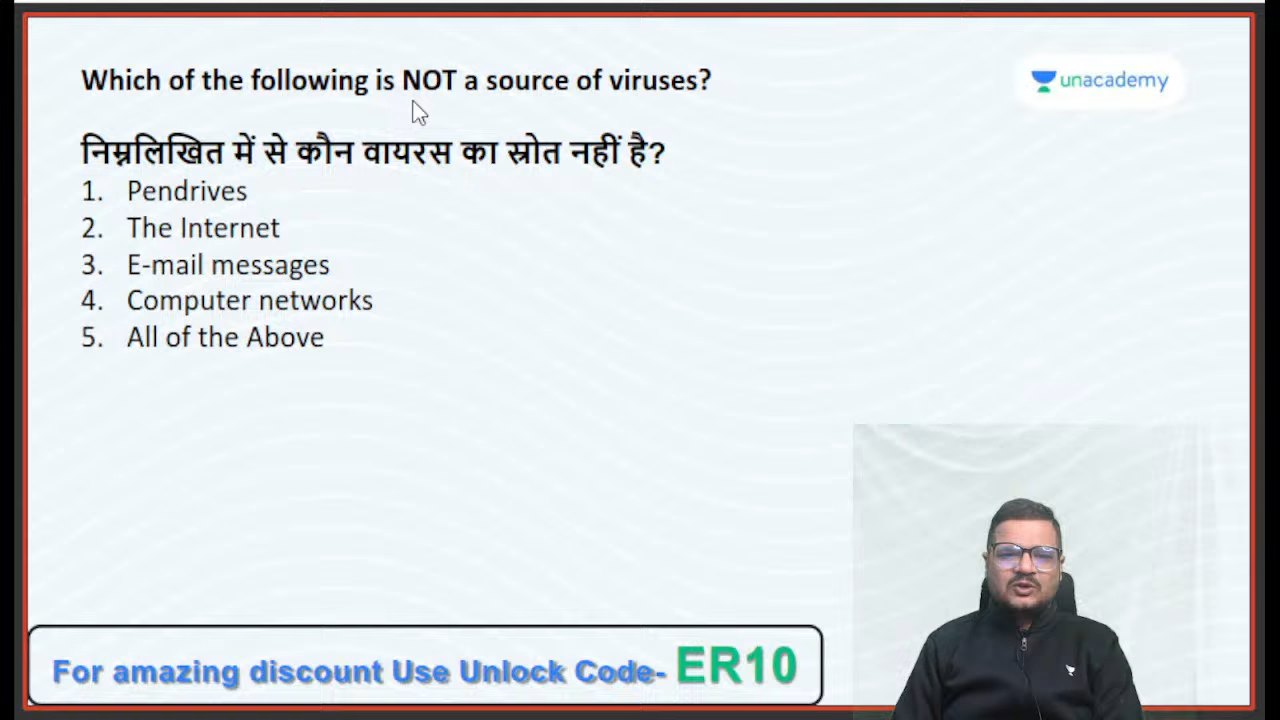 Which of the following is NOT a source of viruses?
unacademy
निम्नलिखित में से कौन वायरस का स्रोत नहीं है?
1. Pendrives
2. The Internet
3. E-mail messages
4. Computer networks
5. All of the Above
For amazing discount Use Unlock Code- ER10